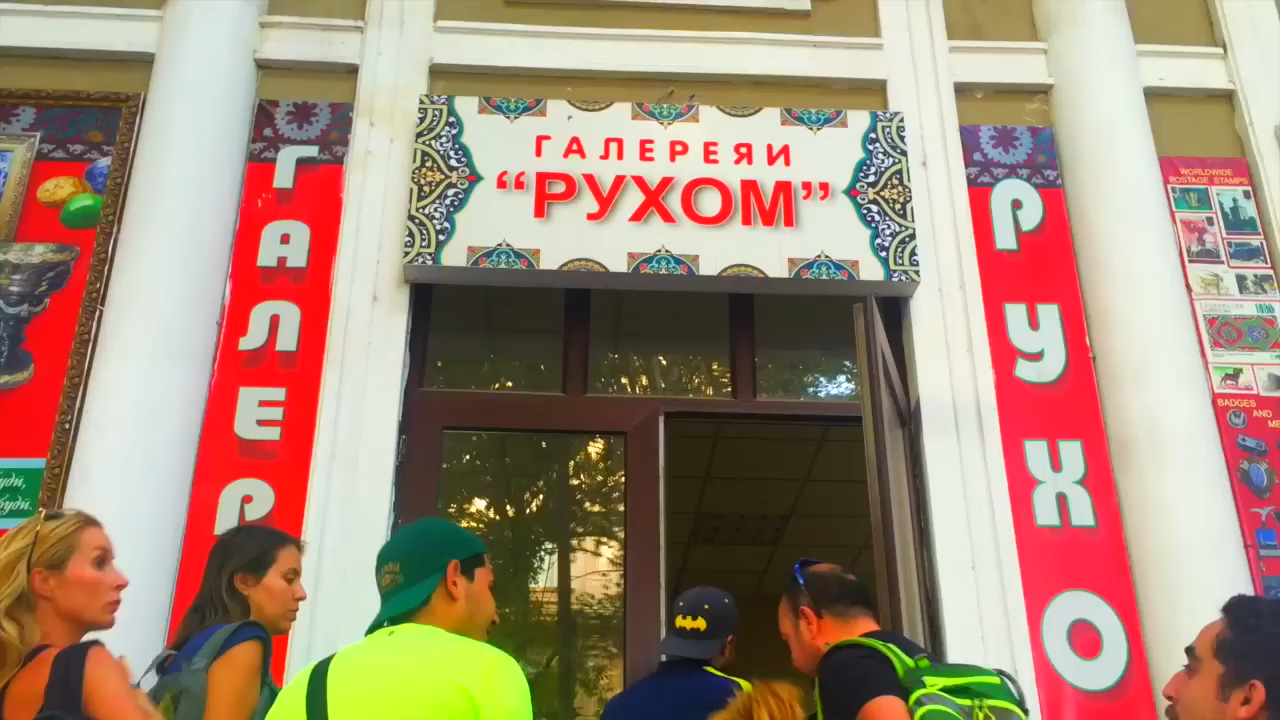 ГАЛЕРЕЯИ
“РУХОМ”
ГАЛЕР
РУХО
WORLDWIDE
POSTAGE STAMPS
BADGES
AND